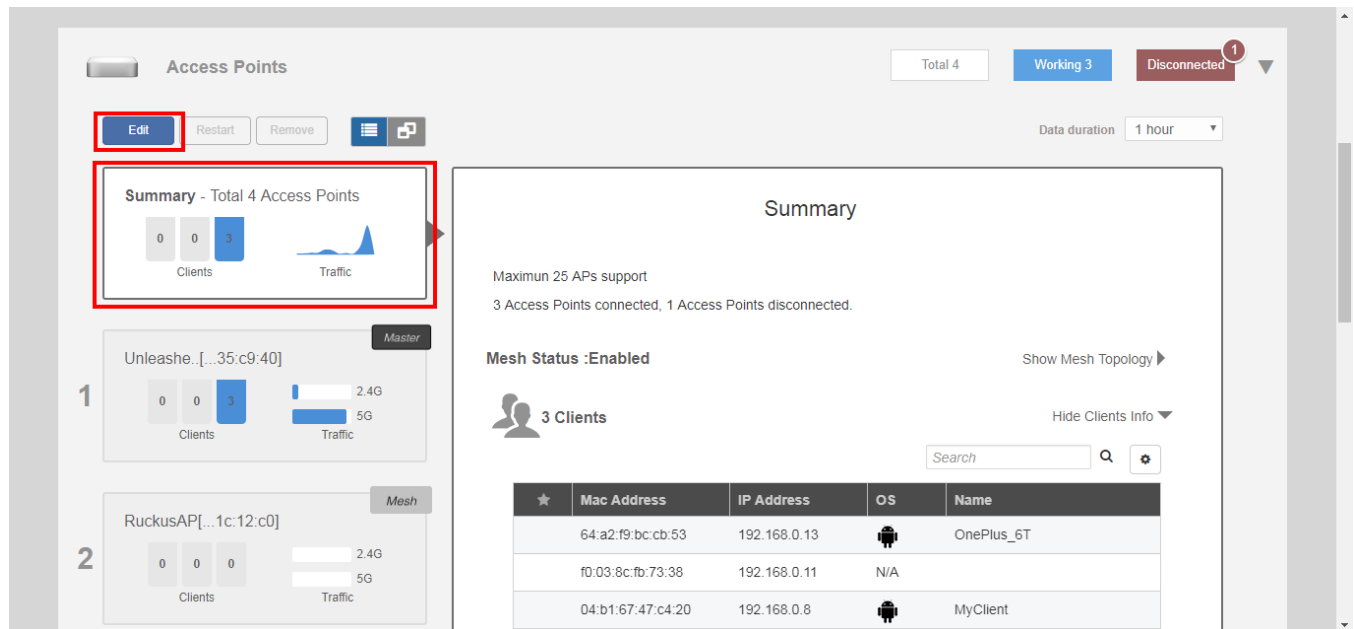 Access Points
Total 4
Working 3
Disconnected
1
Edit
Restart
Remove
Data duration
1 hour
Summary - Total 4 Access Points
0 0 3
Clients
Traffic
Master
Unleashe..[...35:c9:40]
1
0 0 3
2.4G
5G
Clients
Traffic
Mesh
RuckusAP[...1c:12:c0]
2
0 0 0
2.4G
5G
Clients
Traffic
Summary
Maximun 25 APs support
3 Access Points connected, 1 Access Points disconnected.
Mesh Status :Enabled
Show Mesh Topology
3 Clients
Hide Clients Info
Search
Mac Address IP Address OS Name
64:a2:f9:bc:cb:53 192.168.0.13 OnePlus_6T
f0:03:8c:fb:73:38 192.168.0.11 N/A
04:b1:67:47:c4:20 192.168.0.8 MyClient